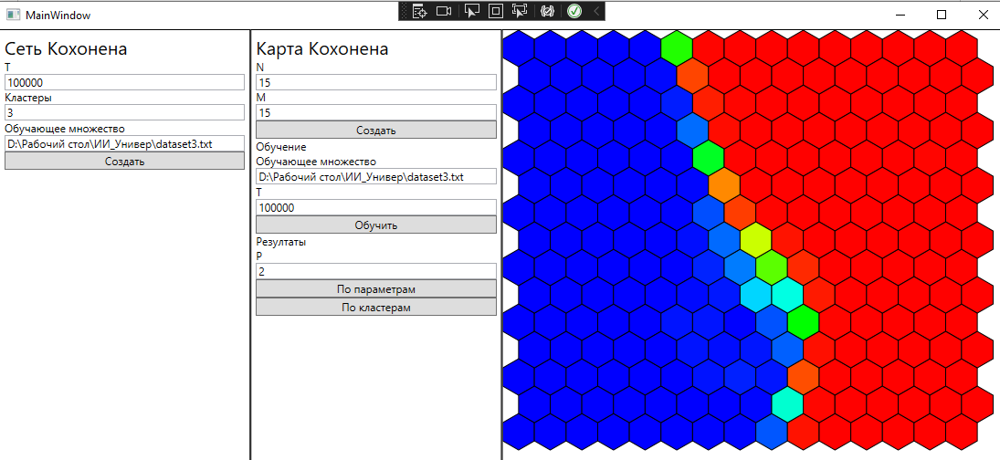 MainWindow
Сеть Кохонена
T
100000
Кластеры
3
Обучающее множество
D:\Рабочий стол\ИИ_Универ\dataset3.txt
Создать
Карта Кохонена
N
15
M
15
Создать
Обучение
Обучающее множество
D:\Рабочий стол\ИИ_Универ\dataset3.txt
T
100000
Обучить
Резултаты
P
2
По параметрам
По кластерам